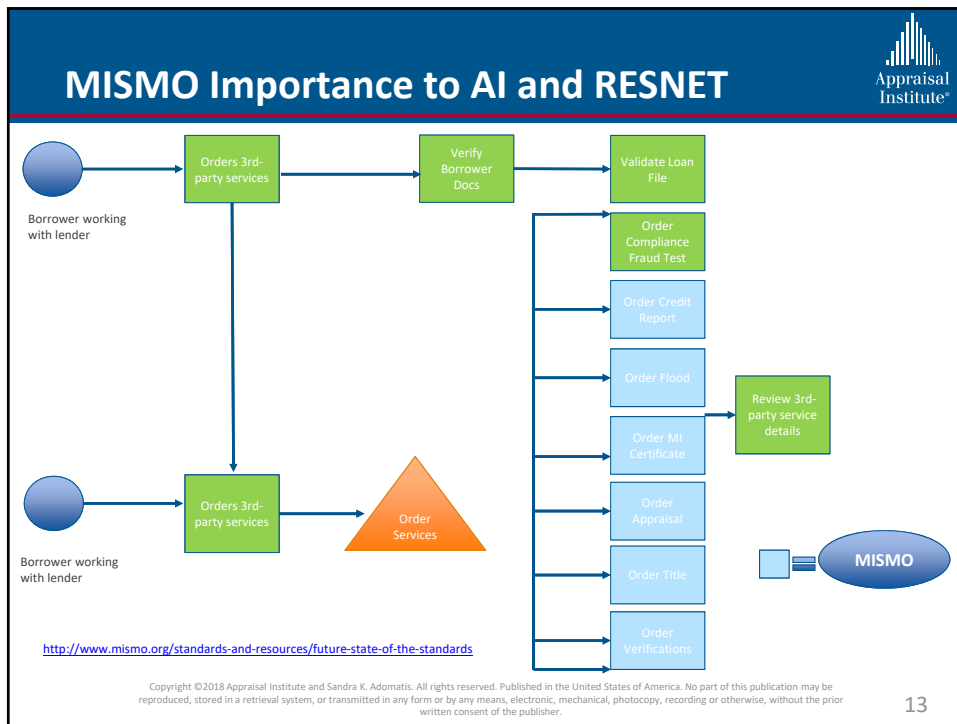 MISMO Importance to AI and RESNET
Appraisal
Institute®
Orders 3rd-
party services
Verify
Borrower
Docs
Validate Loan
File
Borrower working
with lender
Order
Compliance
Fraud Test
Order Credit
Report
Order Flood
Review 3rd-
party service
details
Order MI
Certificate
Orders 3rd-
party services
Order
Services
Order
Appraisal
Borrower working
with lender
Order Title
MISMO
Order
Verifications
http://www.mismo.org/standards-and-resources/future-state-of-the-standards
Copyright ©2018 Appraisal Institute and Sandra K. Adomatis. All rights reserved. Published in the United States of America. No part of this publication may be
reproduced, stored in a retrieval system, or transmitted in any form or by any means, electronic, mechanical, photocopy, recording or otherwise, without the prior
written consent of the publisher.
13